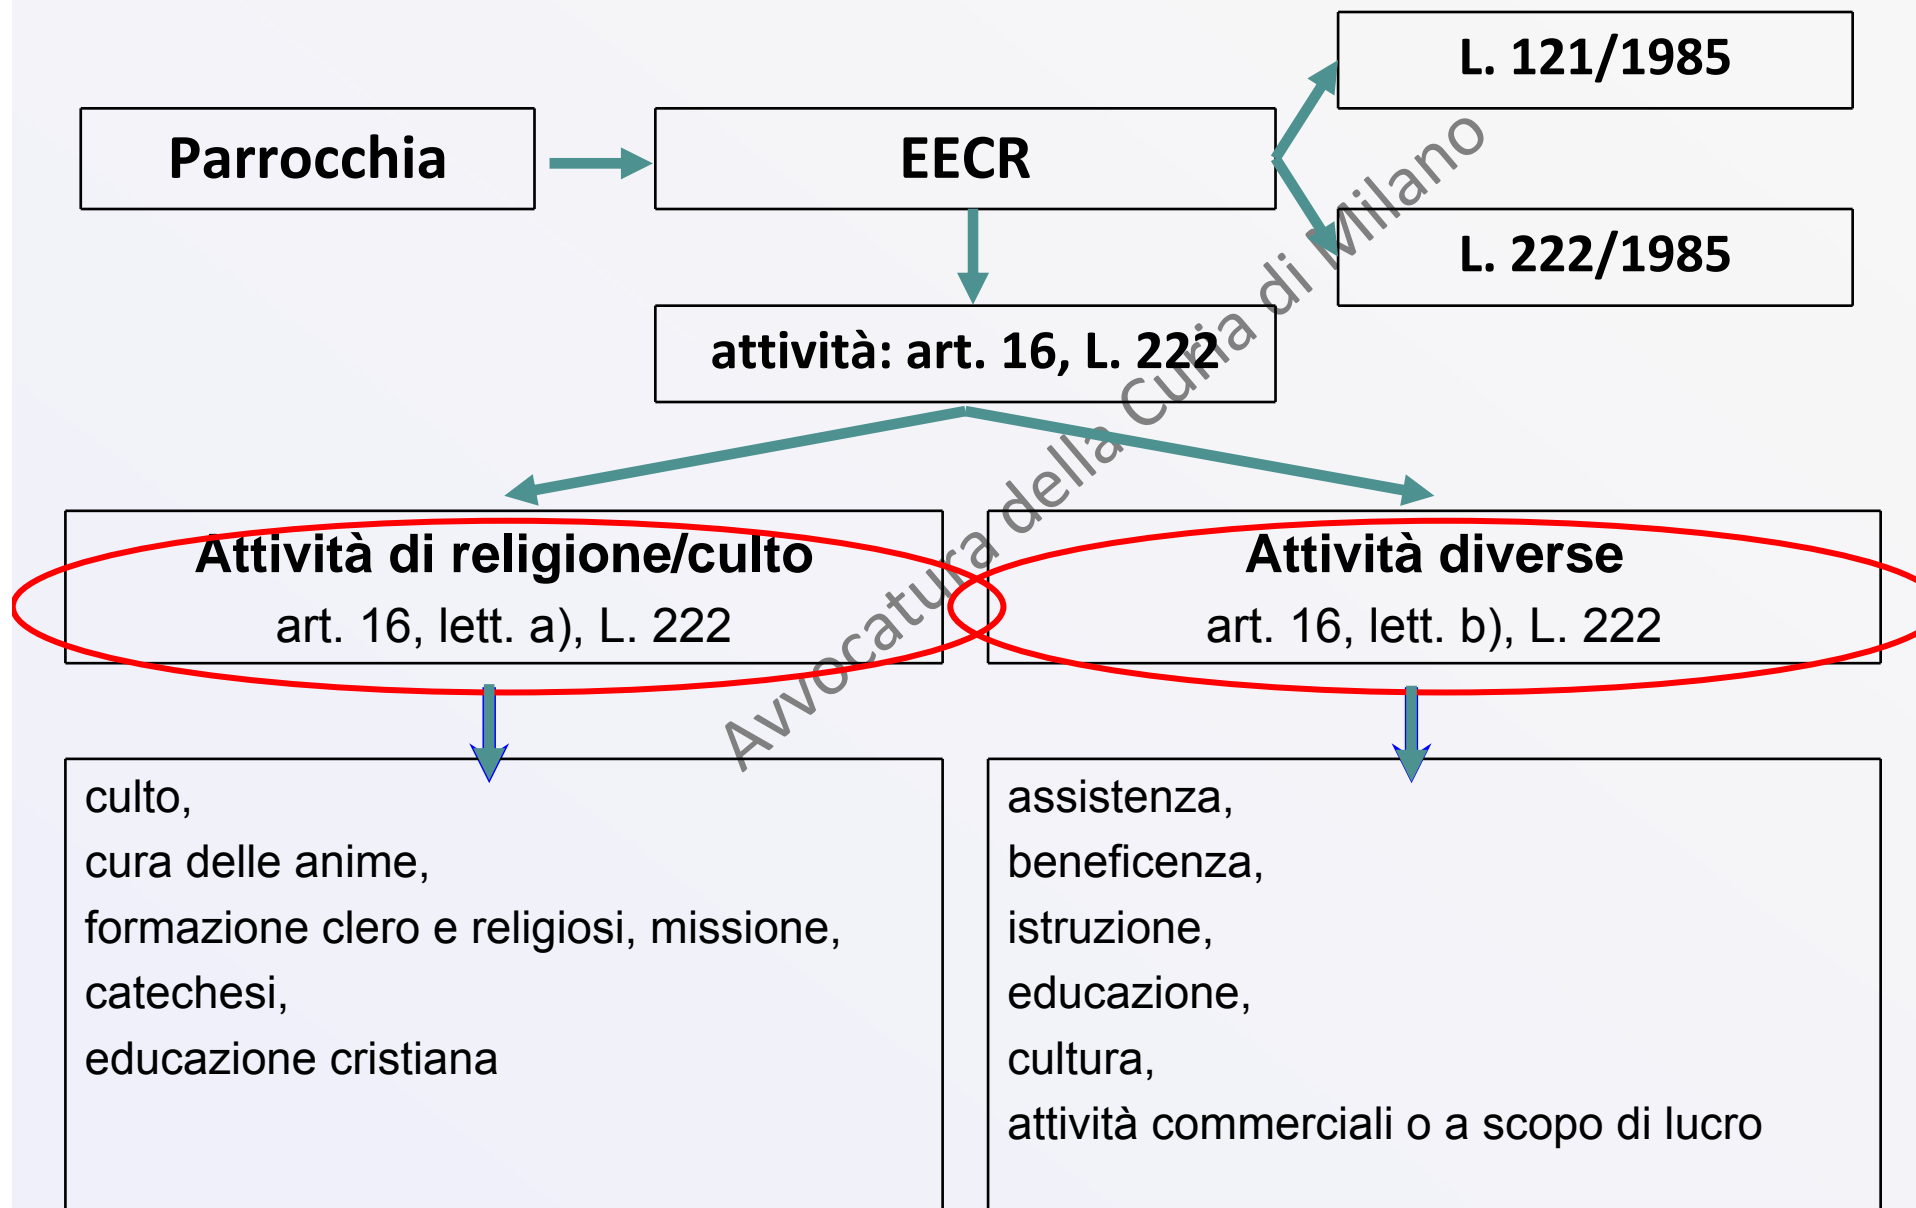 L. 121/1985
Parrocchia
EECR
L. 222/1985
attività: art. 16, L. 222
Attività di religione/culto
art. 16, lett. a), L. 222
Attività diverse
art. 16, lett. b), L. 222
culto,
cura delle anime,
formazione clero e religiosi, missione,
catechesi,
educazione cristiana
assistenza,
beneficenza,
istruzione,
educazione,
cultura,
attività commerciali o a scopo di lucro
Avvocatura della Curia di Milano